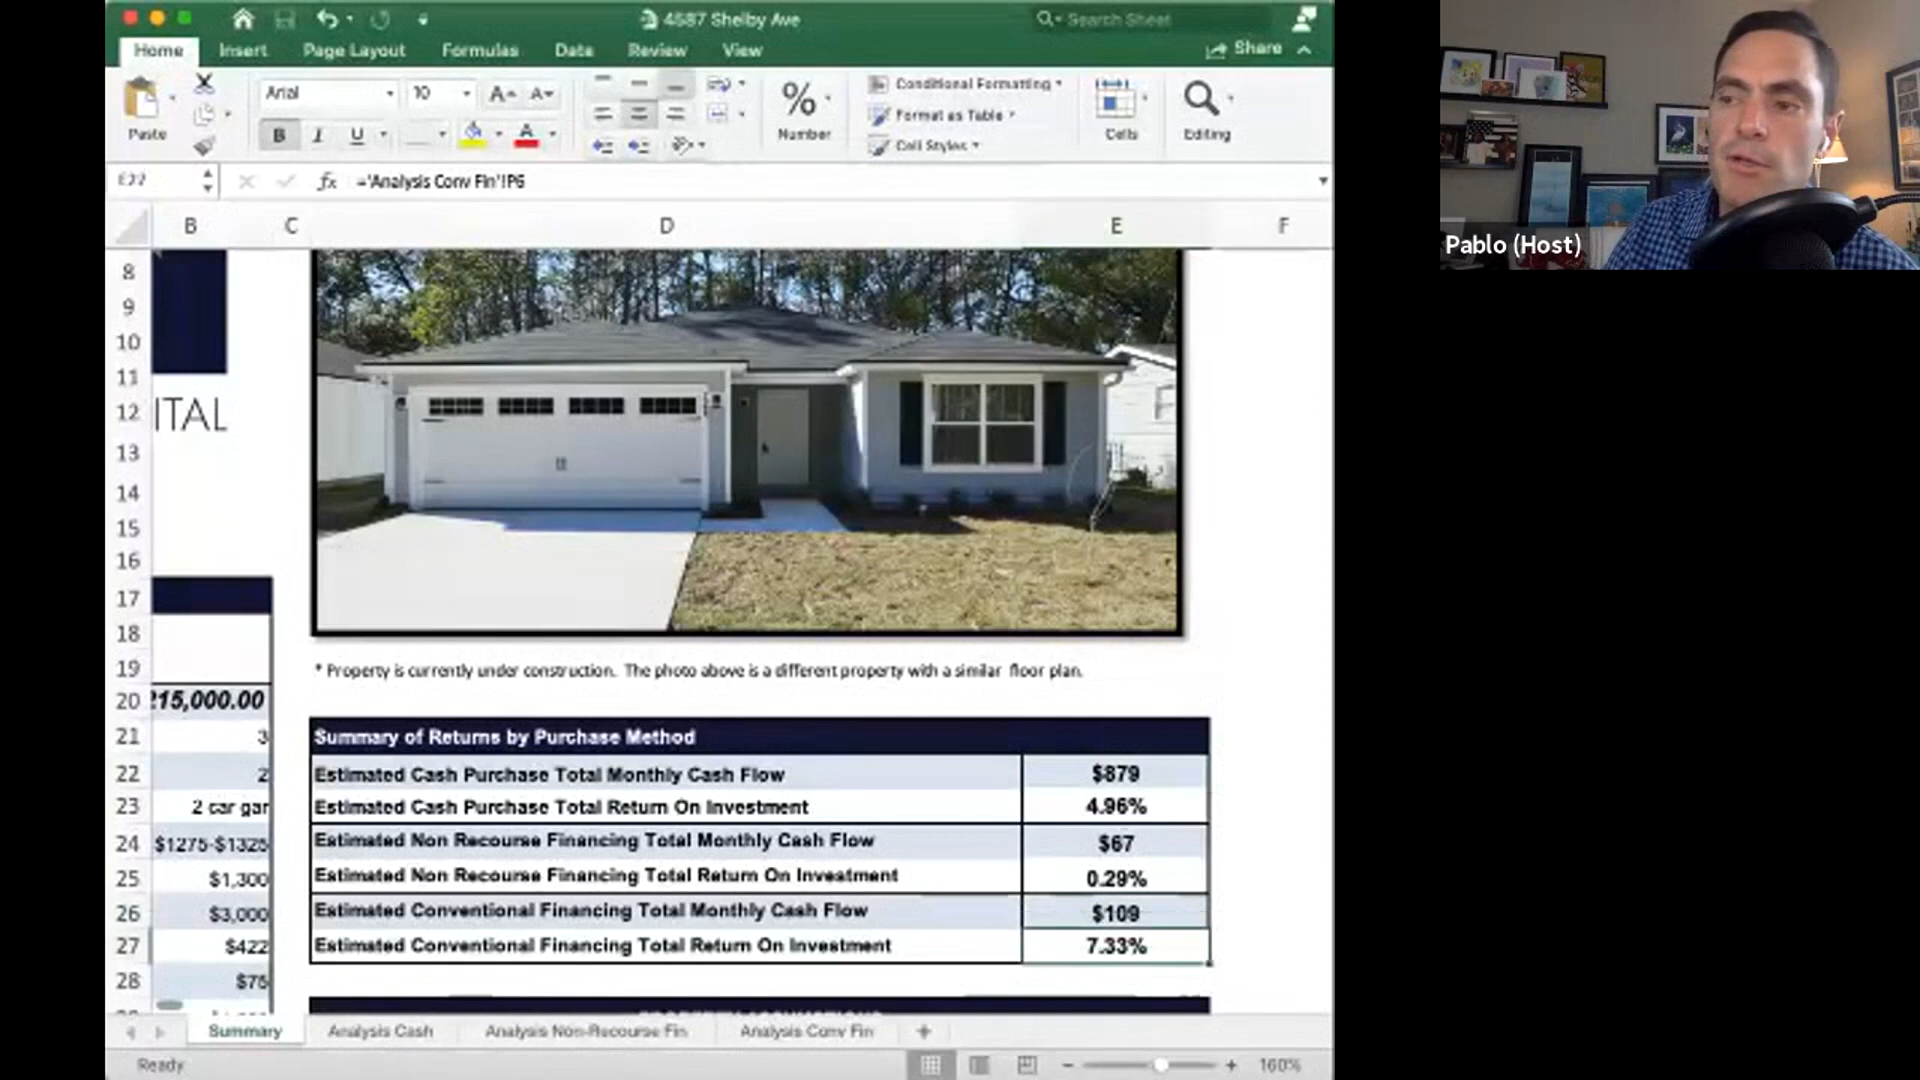 4587 Shelby Ave
Search Sheet
Home Insert Page Layout Formulas Data Review View
Share
Arial 10
Paste
B I U
%
Number
Conditional Formatting
Format as Table
Cell Styles
Cells
Editing
Pablo (Host)
fx ='Analysis Conv Fin'!P6
B C D E F
8
9
10
11
12 ITAL
13
14
15
16
17
18
19 * Property is currently under construction. The photo above is a different property with a similar floor plan.
20 215,000.00
21 3 Summary of Returns by Purchase Method
22 2 Estimated Cash Purchase Total Monthly Cash Flow $879
23 2 car gar Estimated Cash Purchase Total Return On Investment 4.96%
24 $1275-$1325 Estimated Non Recourse Financing Total Monthly Cash Flow $67
25 $1,300 Estimated Non Recourse Financing Total Return On Investment 0.29%
26 $3,000 Estimated Conventional Financing Total Monthly Cash Flow $109
27 $422 Estimated Conventional Financing Total Return On Investment 7.33%
28 $75
Summary Analysis Cash Analysis Non-Recourse Fin Analysis Conv Fin +
Ready
160%